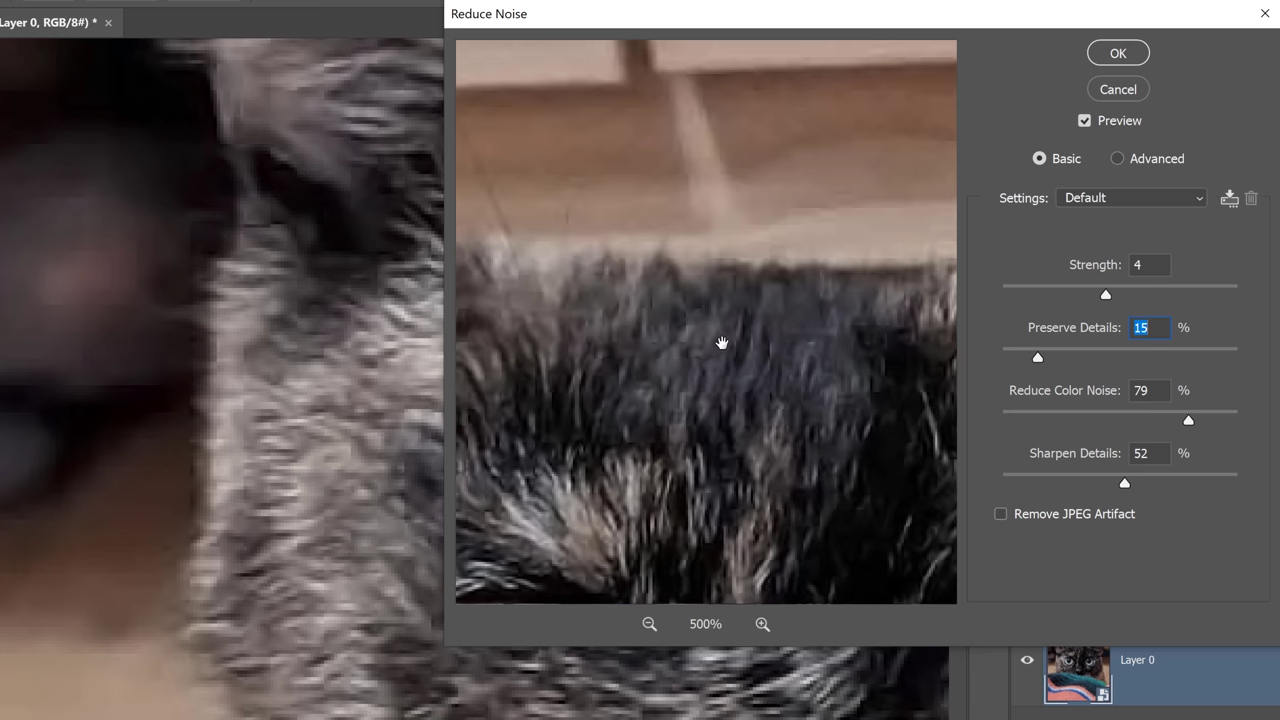 Layer 0, RGB/8#) * ×
Reduce Noise
OK
Cancel
Preview
Basic
Advanced
Settings: Default
Strength: 4
Preserve Details: 15 %
Reduce Color Noise: 79 %
Sharpen Details: 52 %
Remove JPEG Artifact
500%
Layer 0